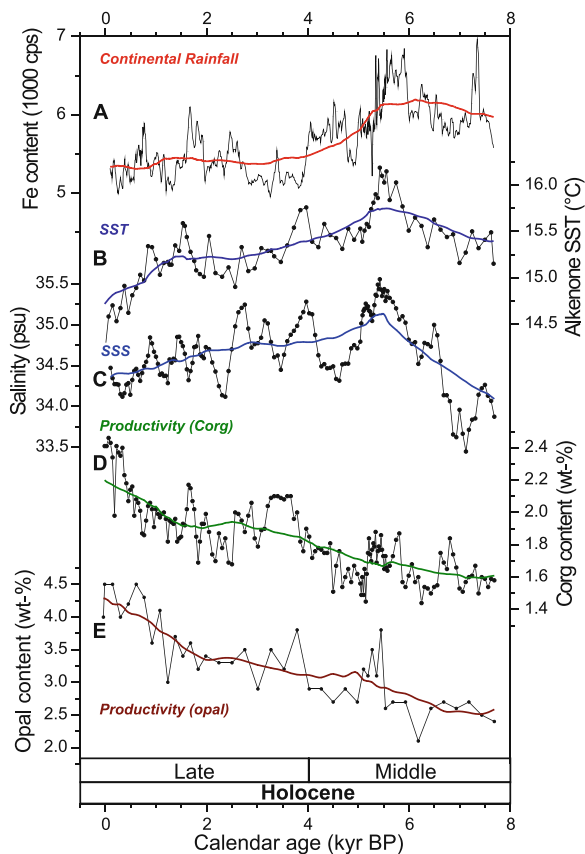 0 2 4 6 8
7
6
5
Fe content (1000 cps)
Continental Rainfall
A
16.0
15.5
15.0
14.5
Alkenone SST (°C)
SST
B
35.5
35.0
34.5
34.0
33.5
Salinity (psu)
SSS
C
Productivity (Corg)
D
2.4
2.2
2.0
1.8
1.6
1.4
Corg content (wt-%)
4.5
4.0
3.5
3.0
2.5
2.0
Opal content (wt-%)
E
Productivity (opal)
Late Middle
Holocene
0 2 4 6 8
Calendar age (kyr BP)